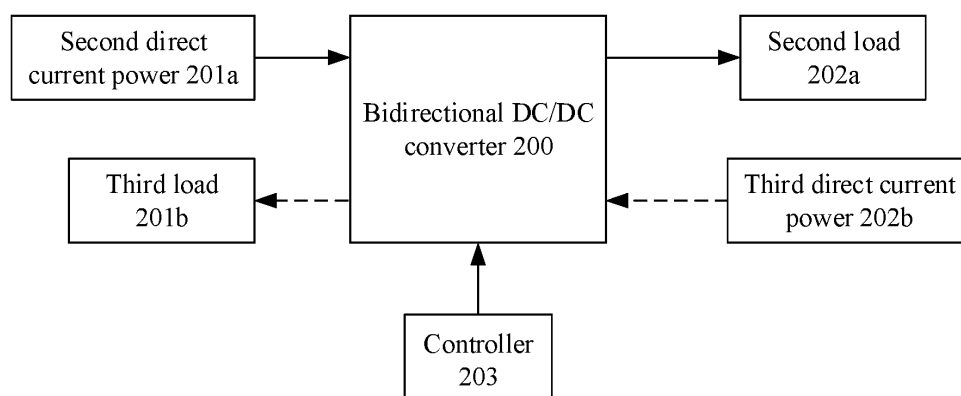 Second direct
current power 201a
Second load
202a
Bidirectional DC/DC
converter 200
Third load
201b
Third direct current
power 202b
Controller
203